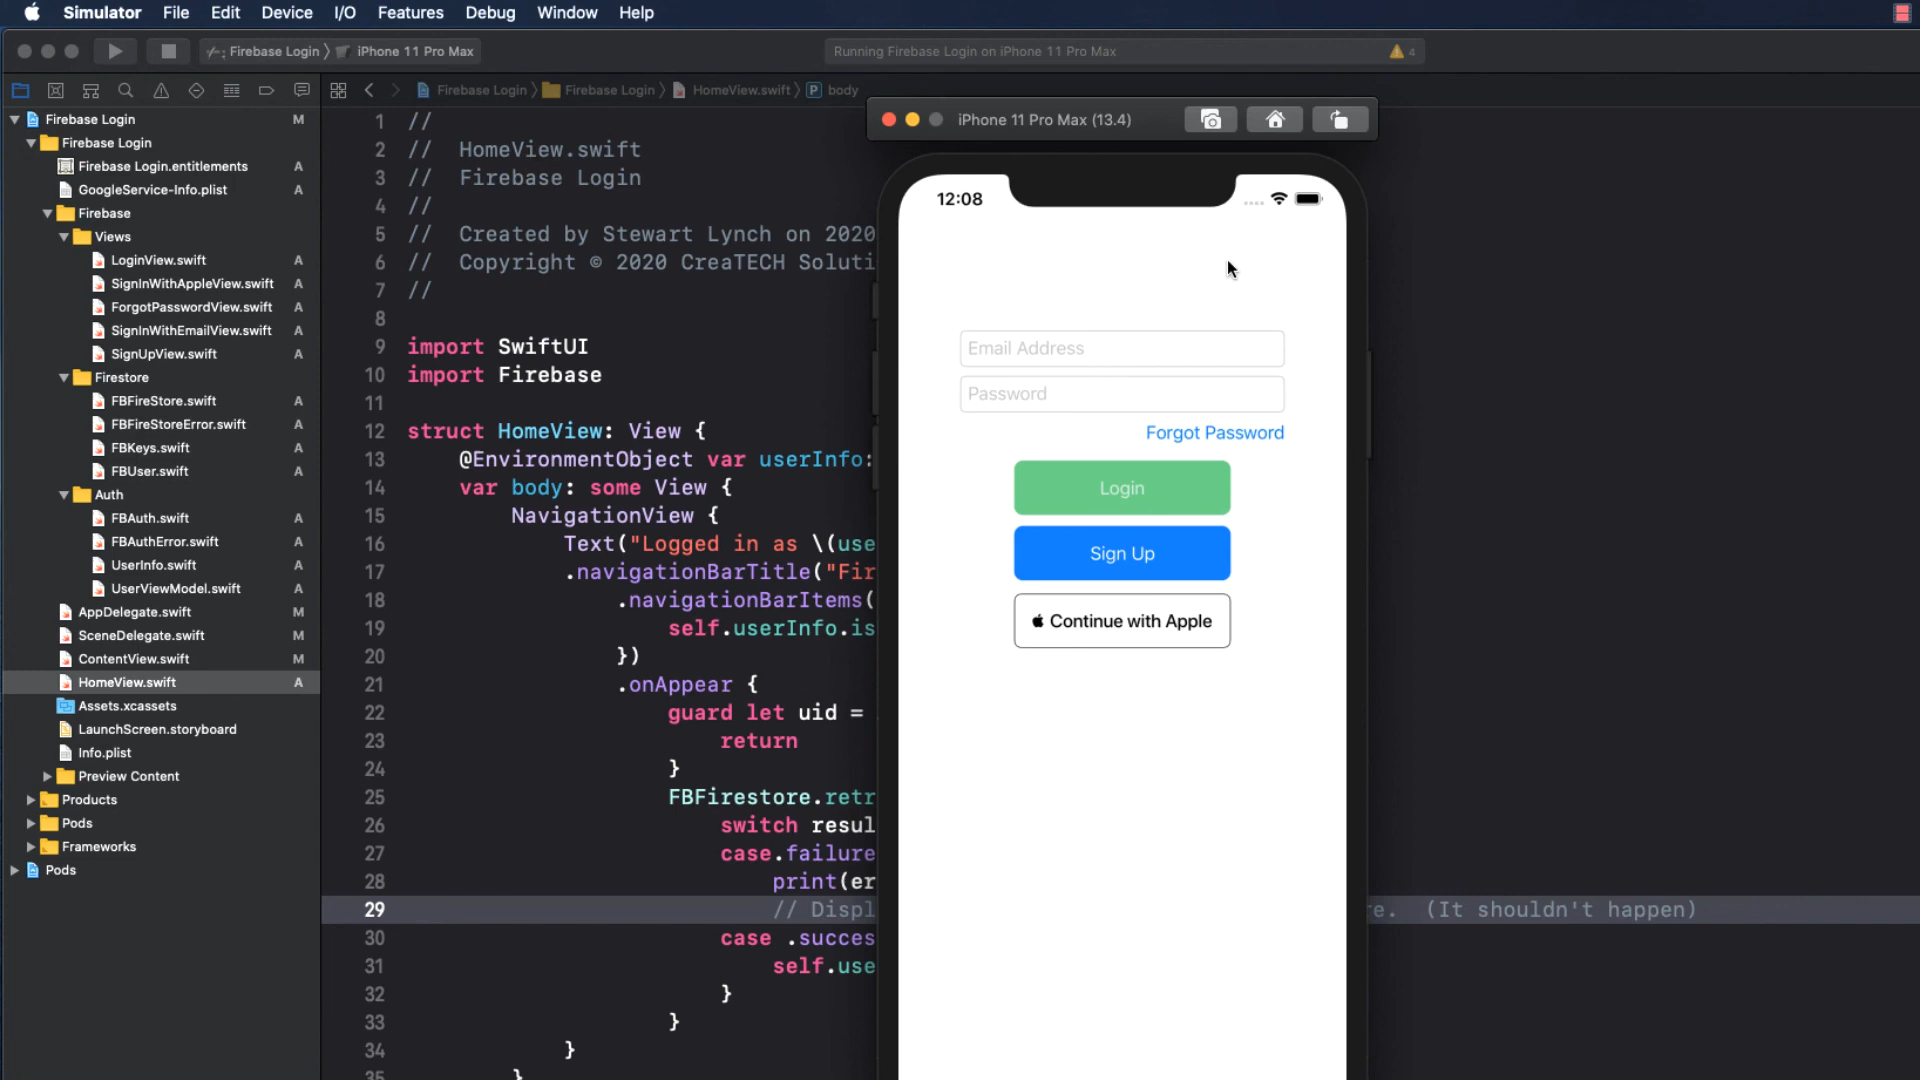 Simulator File Edit Device I/O Features Debug Window Help
Firebase Login iPhone 11 Pro Max
Running Firebase Login on iPhone 11 Pro Max
4
Firebase Login Firebase Login HomeView.swift P body
Firebase Login M
Firebase Login
Firebase Login.entitlements A
GoogleService-Info.plist A
Firebase
Views
LoginView.swift A
SignInWithAppleView.swift A
ForgotPasswordView.swift A
SignInWithEmailView.swift A
SignUpView.swift A
Firestore
FBFireStore.swift A
FBFireStoreError.swift A
FBKeys.swift A
FBUser.swift A
Auth
FBAuth.swift A
FBAuthError.swift A
UserInfo.swift A
UserViewModel.swift A
AppDelegate.swift M
SceneDelegate.swift M
ContentView.swift M
HomeView.swift A
Assets.xcassets
LaunchScreen.storyboard
Info.plist
Preview Content
Products
Pods
Frameworks
Pods
1 //
2 // HomeView.swift
3 // Firebase Login
4 //
5 // Created by Stewart Lynch on 2020
6 // Copyright © 2020 CreaTECH Soluti
7 //
8
9 import SwiftUI
10 import Firebase
11
12 struct HomeView: View {
13 @EnvironmentObject var userInfo:
14 var body: some View {
15 NavigationView {
16 Text("Logged in as \(use
17 .navigationBarTitle("Fir
18 .navigationBarItems(
19 self.userInfo.is
20 })
21 .onAppear {
22 guard let uid =
23 return
24 }
25 FBFirestore.retr
26 switch resul
27 case.failure
28 print(er
29 // Displ e. (It shouldn't happen)
30 case .succes
31 self.use
32 }
33 }
34 }
35 }
iPhone 11 Pro Max (13.4)
12:08
Email Address
Password
Forgot Password
Login
Sign Up
Continue with Apple